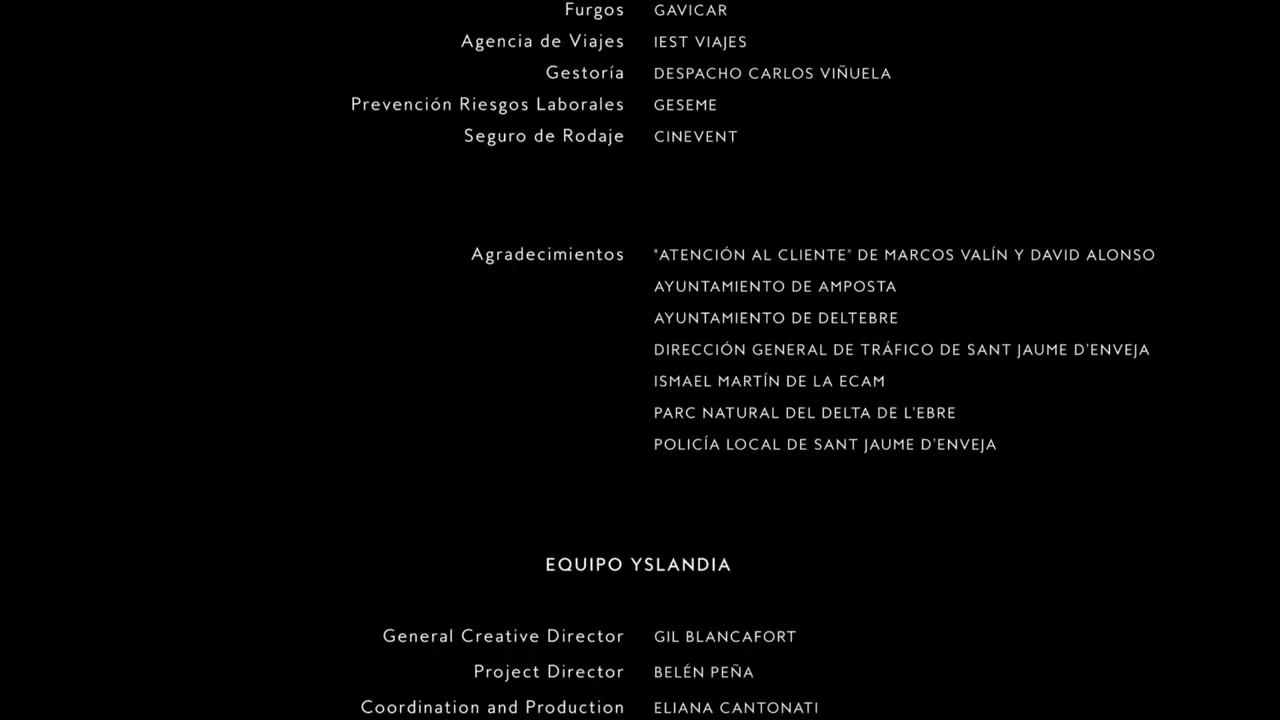 Furgos GAVICAR
Agencia de Viajes IEST VIAJES
Gestoría DESPACHO CARLOS VIÑUELA
Prevención Riesgos Laborales GESEME
Seguro de Rodaje CINEVENT
Agradecimientos "ATENCIÓN AL CLIENTE" DE MARCOS VALÍN Y DAVID ALONSO
AYUNTAMIENTO DE AMPOSTA
AYUNTAMIENTO DE DELTEBRE
DIRECCIÓN GENERAL DE TRÁFICO DE SANT JAUME D'ENVEJA
ISMAEL MARTÍN DE LA ECAM
PARC NATURAL DEL DELTA DE L'EBRE
POLICÍA LOCAL DE SANT JAUME D'ENVEJA
EQUIPO YSLANDIA
General Creative Director GIL BLANCAFORT
Project Director BELÉN PEÑA
Coordination and Production ELIANA CANTONATI